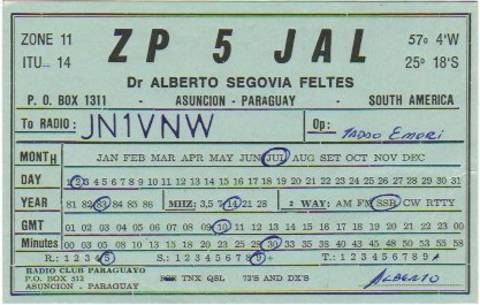 ZONE 11
ITU 14
ZP 5 JAL
57º 4'W
25º 18'S
Dr ALBERTO SEGOVIA FELTES
P. O. BOX 1311 - ASUNCION - PARAGUAY - SOUTH AMERICA
To RADIO: JN1VNW Op: TADAO EMORI
MONTH JAN FEB MAR APR MAY JUN JUL AUG SET OCT NOV DEC
DAY 1 2 3 4 5 6 7 8 9 10 11 12 13 14 15 16 17 18 19 20 21 22 23 24 25 26 27 28 29 30 31
YEAR 81 82 83 84 85 86 MHZ: 3,5 7 14 21 28 2 WAY: AM FM SSB CW RTTY
GMT 01 02 03 04 05 06 07 08 09 10 11 12 13 14 15 16 17 18 19 20 21 22 23 24
Minutes 00 03 05 08 10 13 15 18 20 23 25 28 30 33 35 38 40 43 45 48 50 53 55 58
R.: 1 2 3 4 5 S.: 1 2 3 4 5 6 7 8 9 + T.: 1 2 3 4 5 6 7 8 9
RADIO CLUB PARAGUAYO
P. O. BOX 512
ASUNCION - PARAGUAY
TNX QSL 73'S AND DX'S
ALBERTO